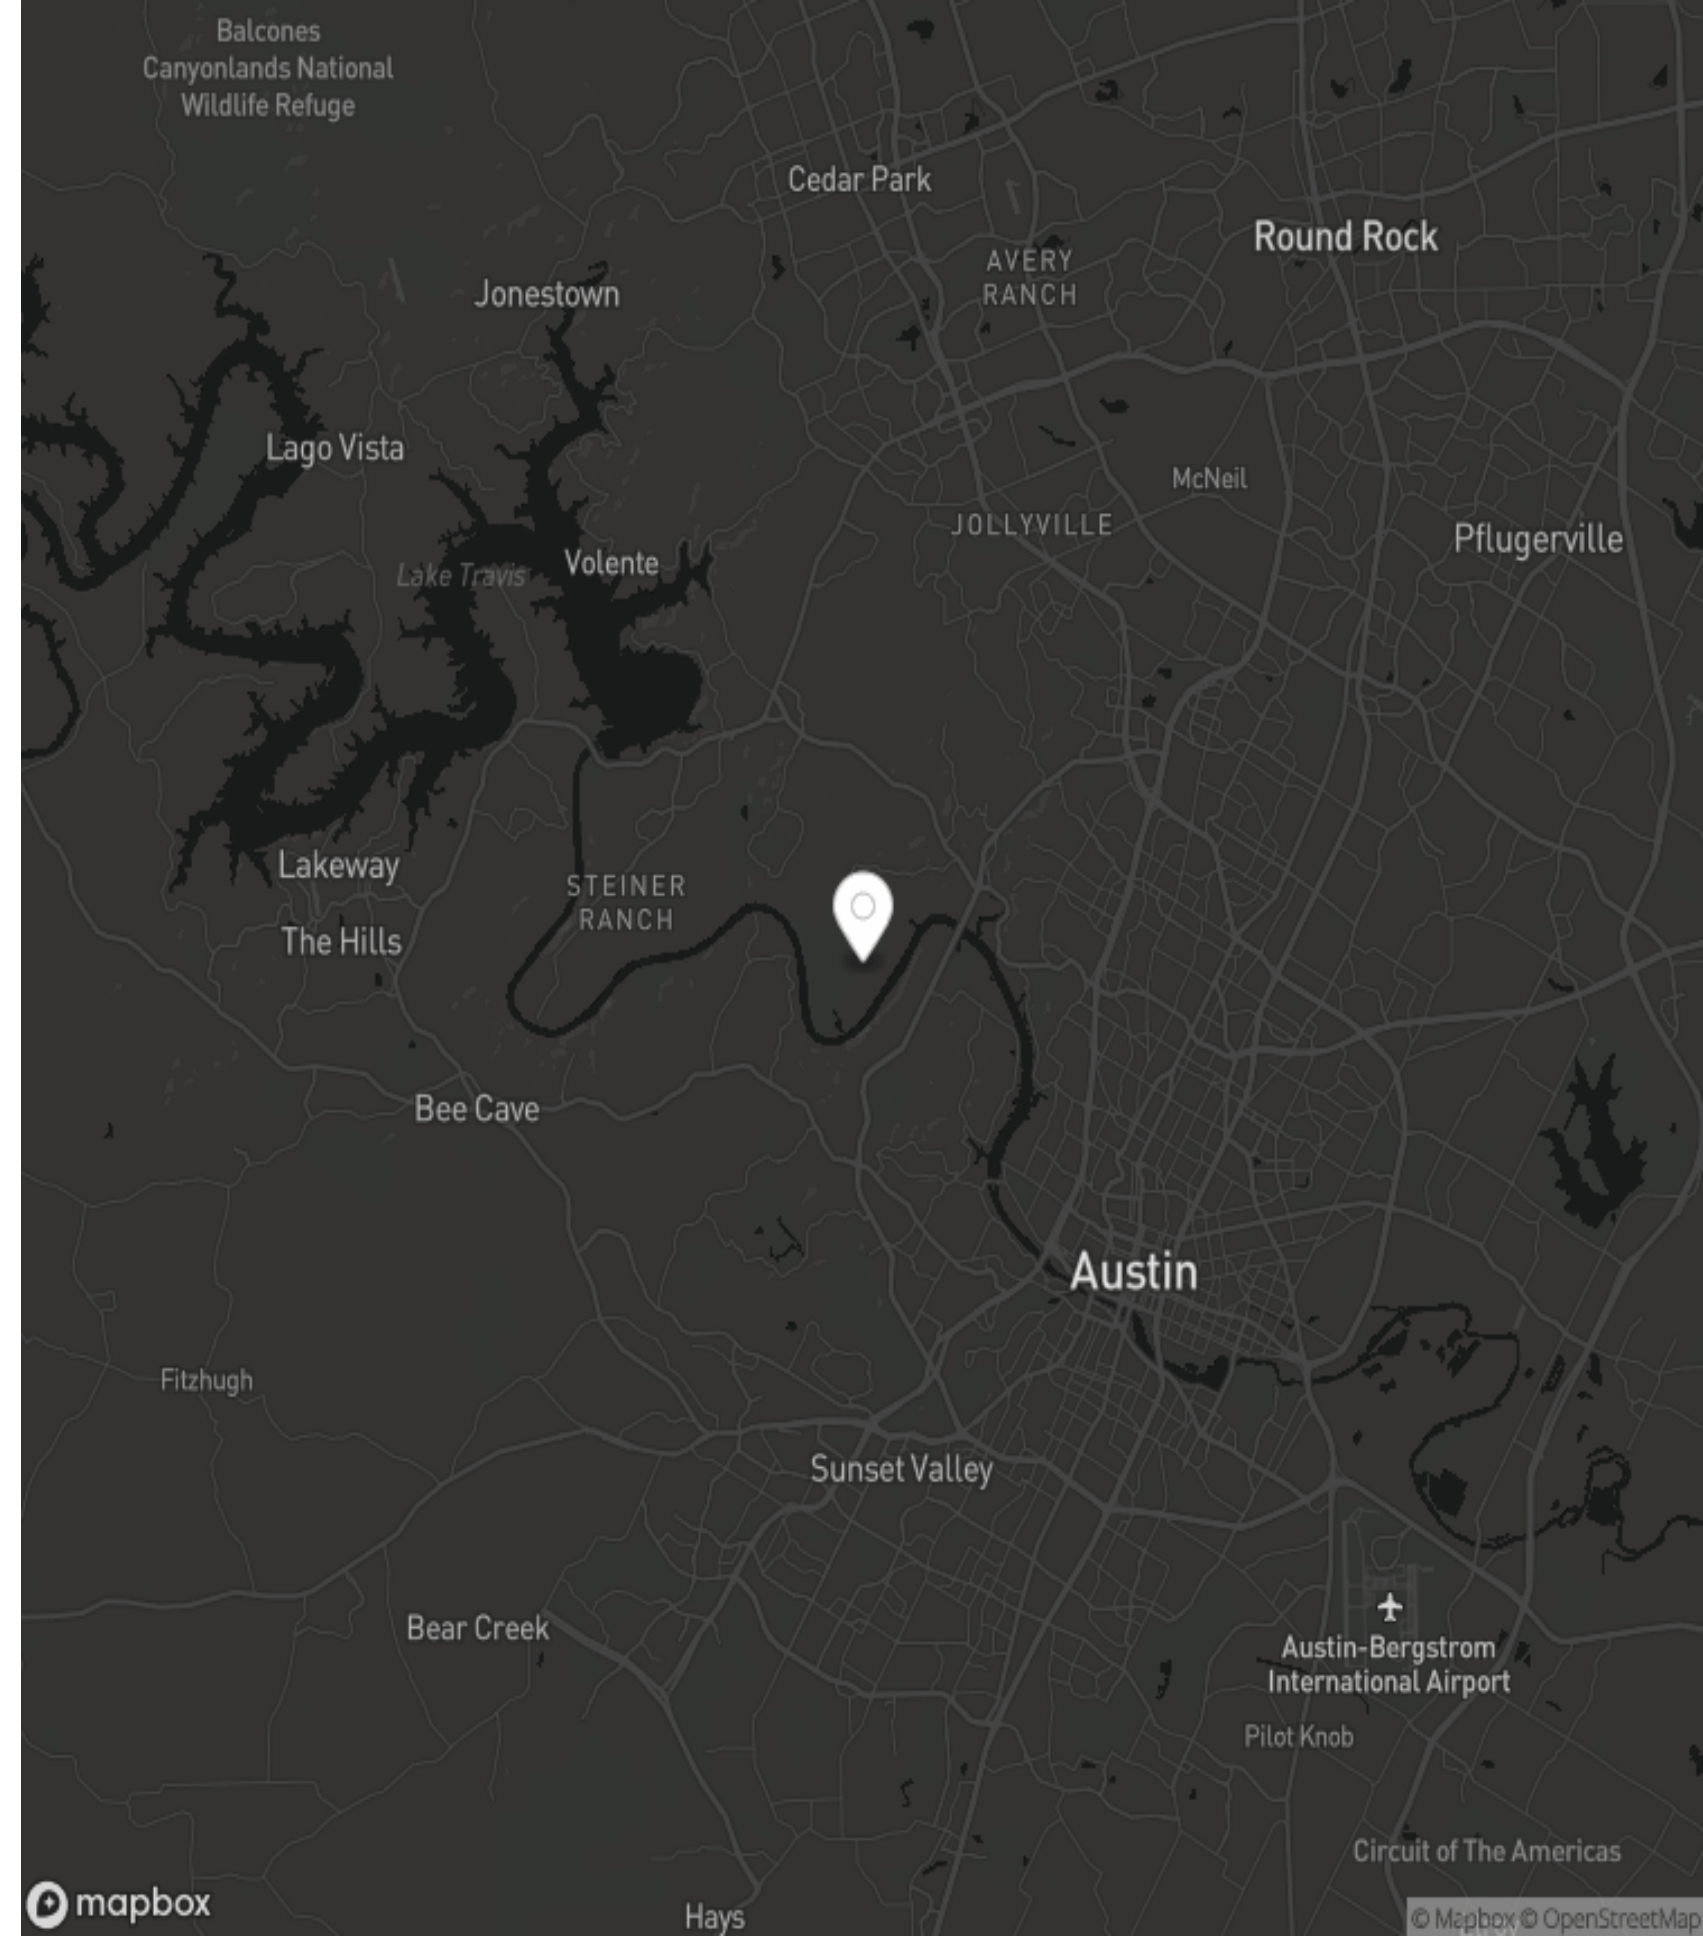 Balcones
Canyonlands National
Wildlife Refuge
Cedar Park
Round Rock
AVERY
RANCH
Jonestown
Lago Vista
McNeil
JOLLYVILLE
Pflugerville
Volente
Lake Travis
Lakeway
STEINER
RANCH
The Hills
Bee Cave
Austin
Fitzhugh
Sunset Valley
Bear Creek
Austin-Bergstrom
International Airport
Pilot Knob
Circuit of The Americas
mapbox
Hays
© Mapbox © OpenStreetMap